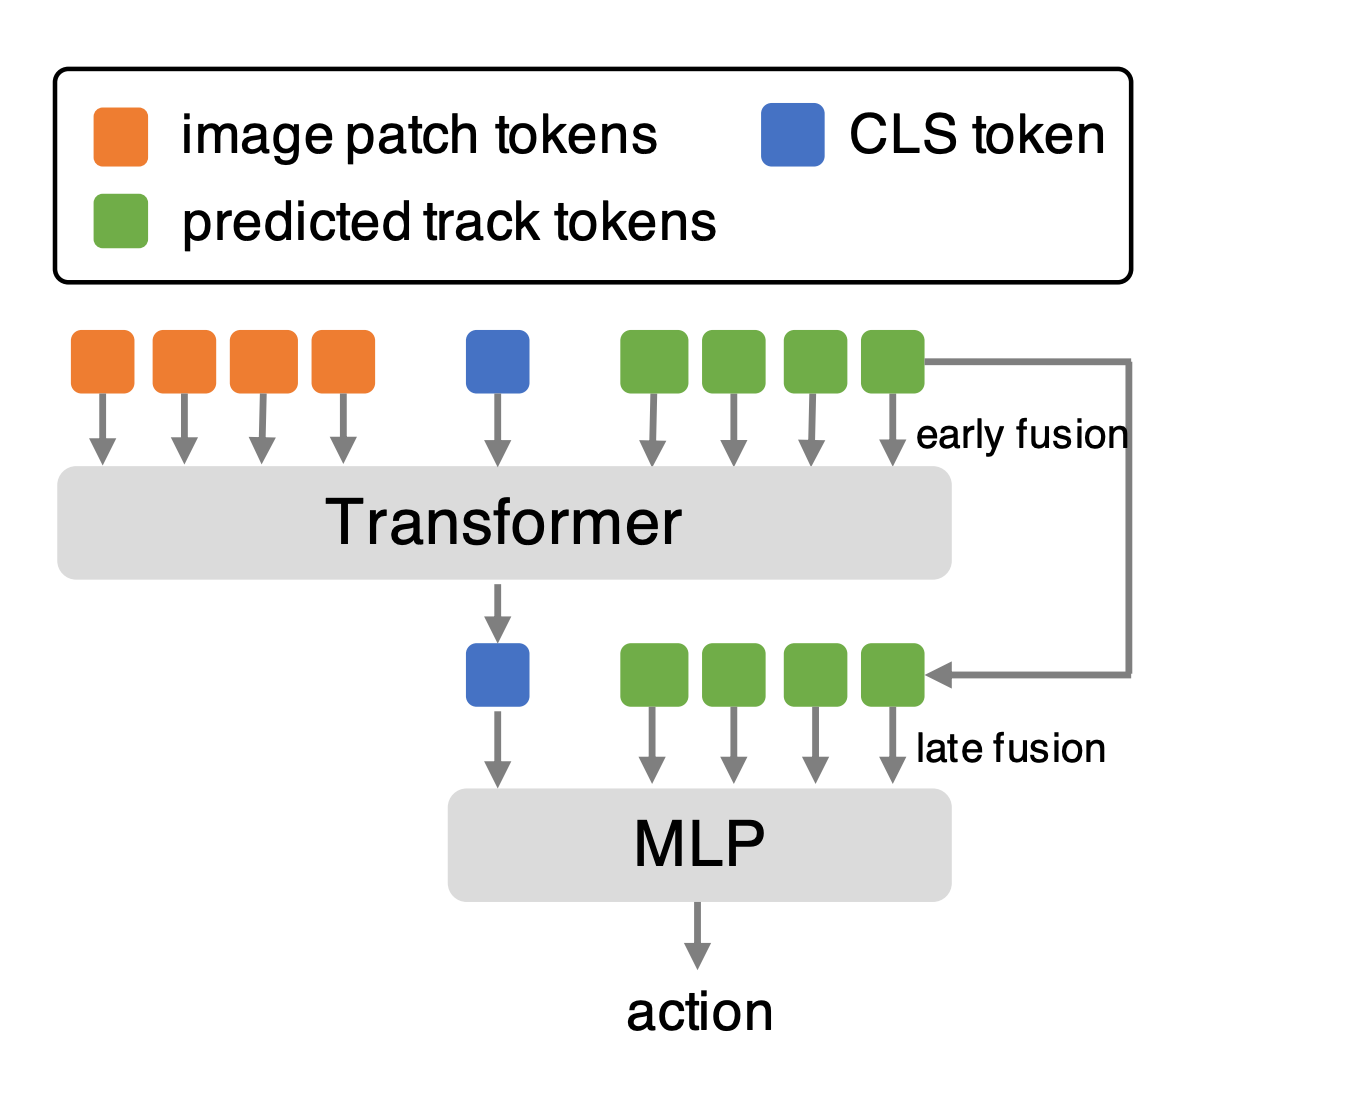 image patch tokens
CLS token
predicted track tokens
early fusion
Transformer
late fusion
MLP
action